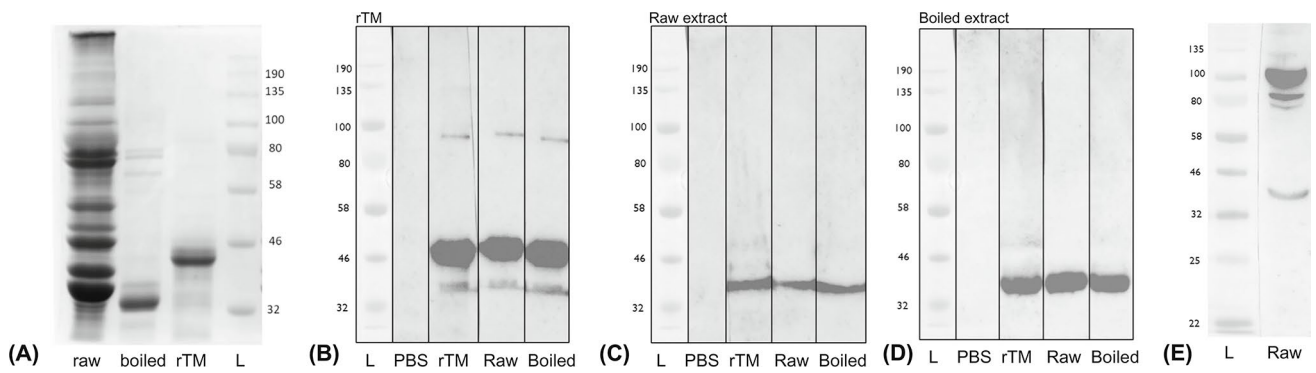 rTM
Raw extract
Boiled extract
190
135
100
80
58
46
32
(A)
raw boiled rTM L
190
135
100
80
58
46
32
(B)
L PBS rTM Raw Boiled
190
135
100
80
58
46
32
(C)
L PBS rTM Raw Boiled
190
135
100
80
58
46
32
(D)
L PBS rTM Raw Boiled
135
100
80
58
46
32
25
22
(E)
L Raw